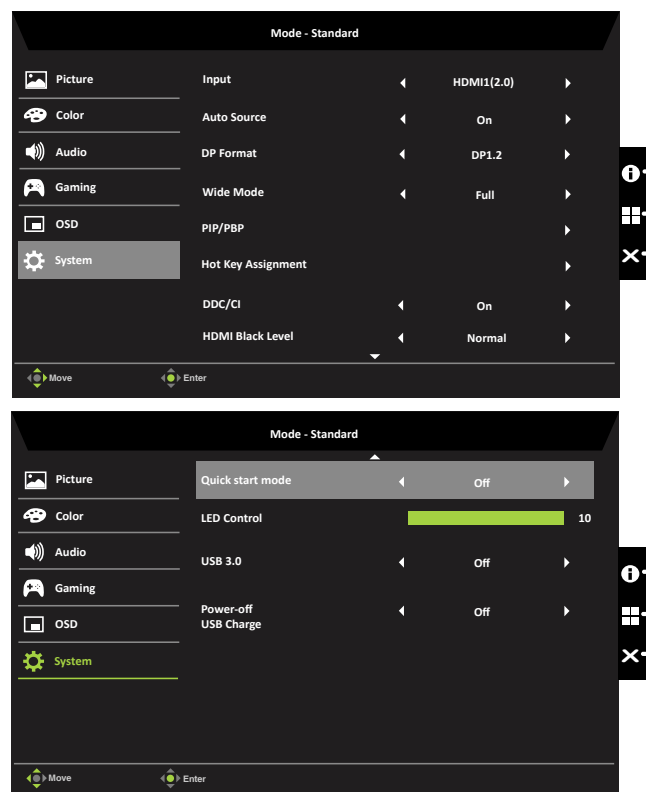 Mode - Standard
Picture
Input
HDMI1(2.0)
Color
Auto Source
On
Audio
DP Format
DP1.2
Gaming
Wide Mode
Full
OSD
PIP/PBP
System
Hot Key Assignment
DDC/CI
On
HDMI Black Level
Normal
Move
Enter
Mode - Standard
Picture
Quick start mode
Off
Color
LED Control
10
Audio
USB 3.0
Off
Gaming
OSD
Power-off
USB Charge
Off
System
Move
Enter